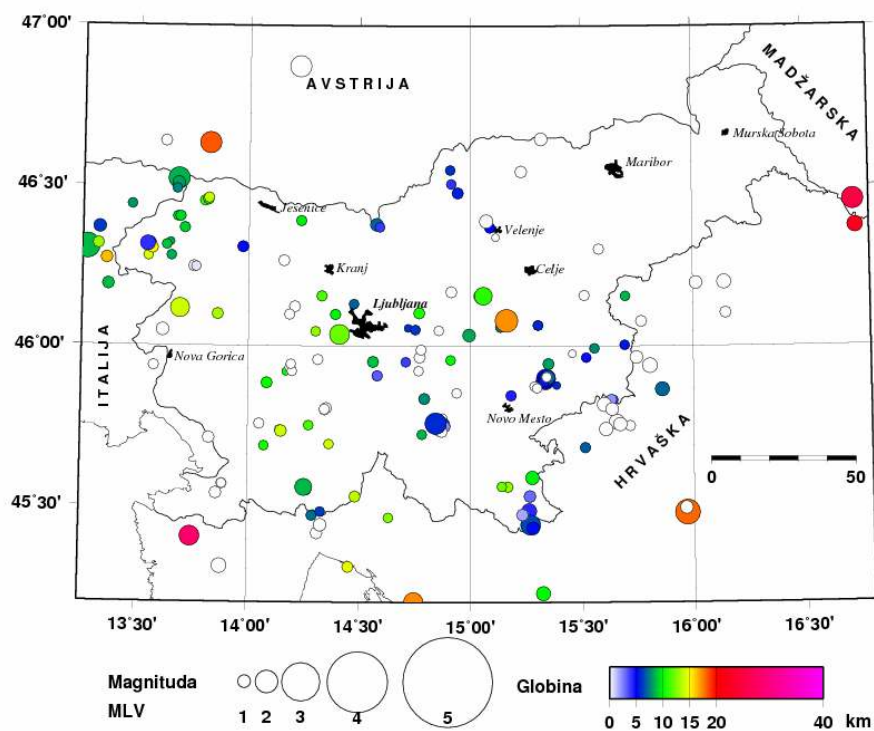 47°00'
AVSTRIJA
MADŽARSKA
Murska Sobota
Maribor
46°30'
Jesenice
Velenje
Kranj
Celje
Ljubljana
46°00'
ITALIJA
Nova Gorica
Novo Mesto
HRVAŠKA
0 50
45°30'
13°30' 14°00' 14°30' 15°00' 15°30' 16°00' 16°30'
Magnituda
MLV
1 2 3 4 5
Globina
0 5 10 15 20 40 km